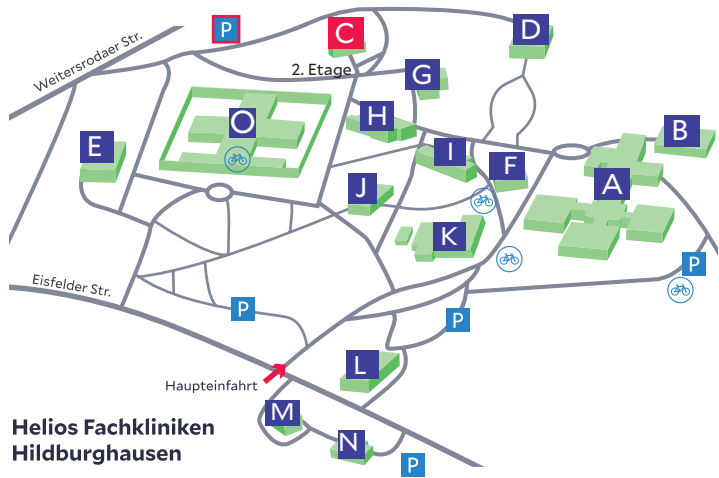 P
D
C
Weitersrodaer Str.
2. Etage
G
H
O
B
E
I
F
A
J
K
P
Eisfelder Str.
P
P
L
Haupteinfahrt
M
Helios Fachkliniken
Hildburghausen
N
P